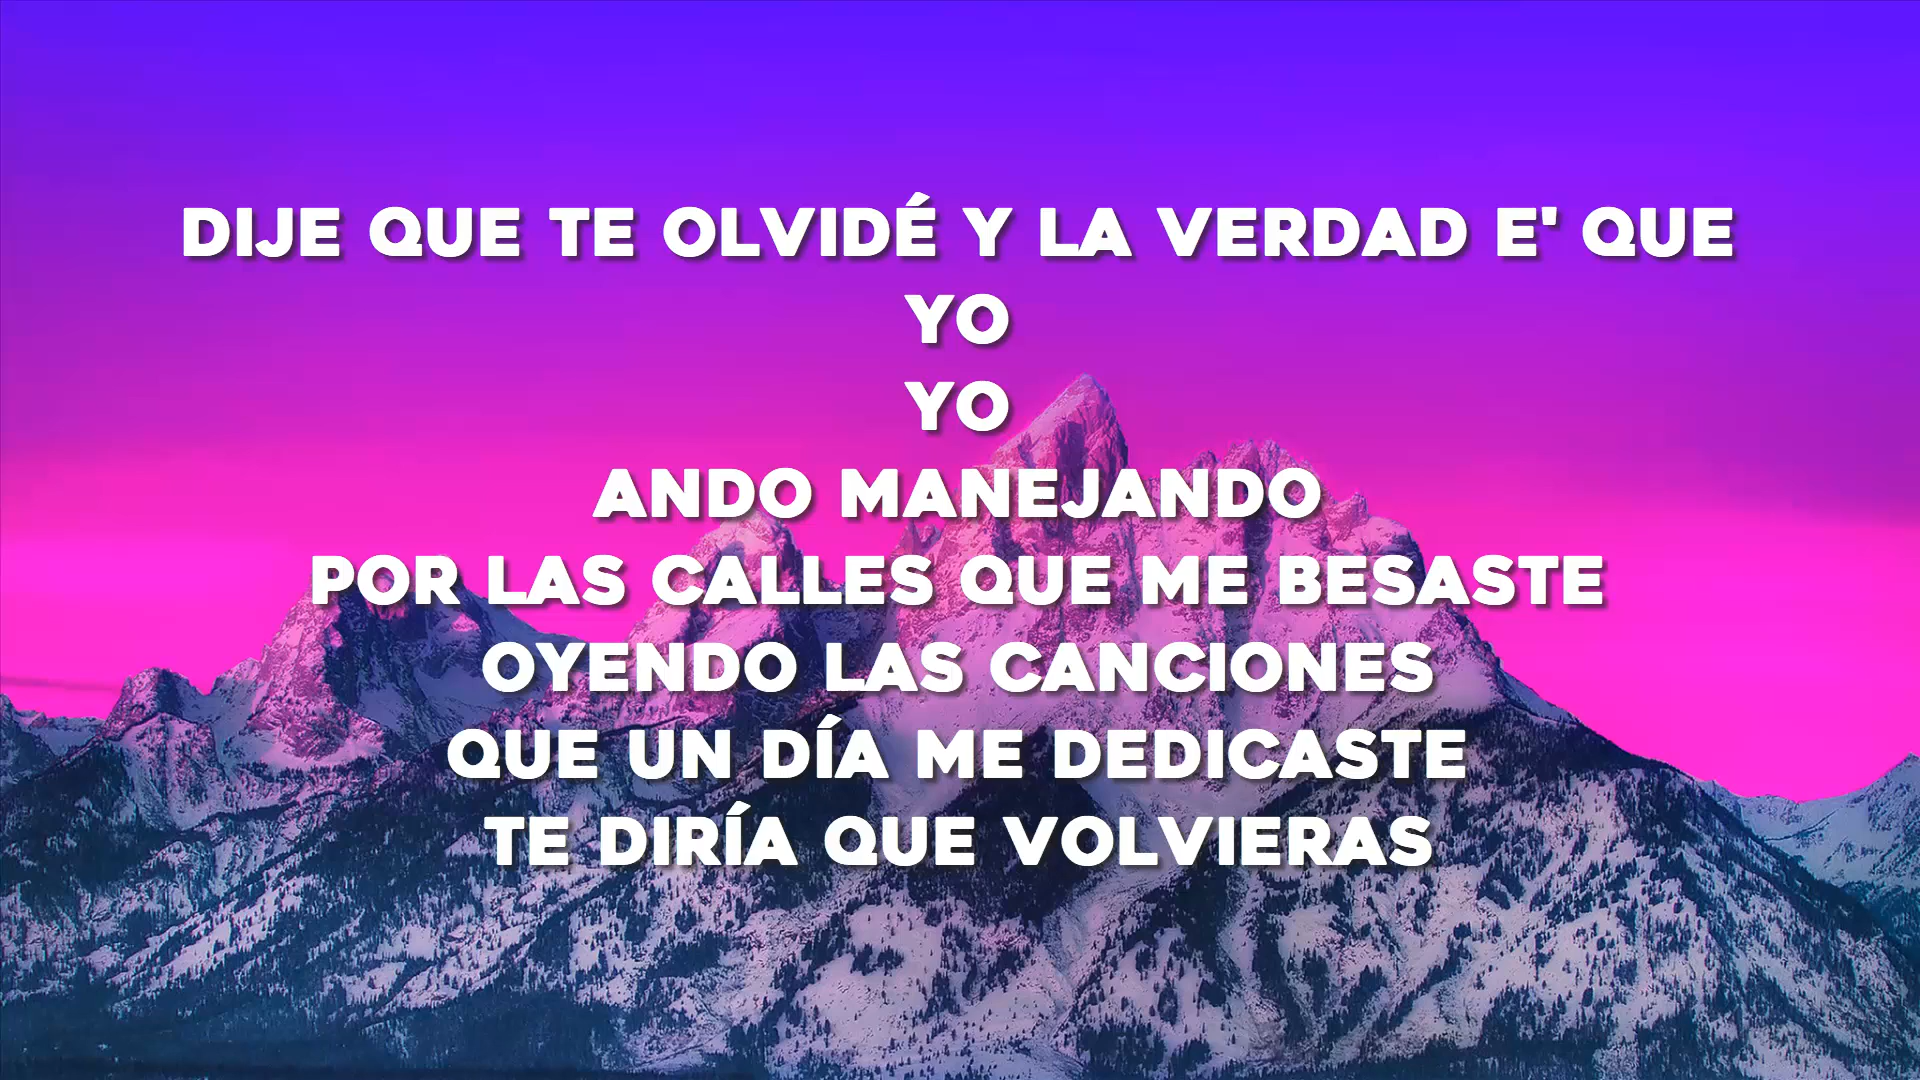 DIJE QUE TE OLVIDÉ Y LA VERDAD E' QUE
YO
YO
ANDO MANEJANDO
POR LAS CALLES QUE ME BESASTE
OYENDO LAS CANCIONES
QUE UN DÍA ME DEDICASTE
TE DIRÍA QUE VOLVIERAS